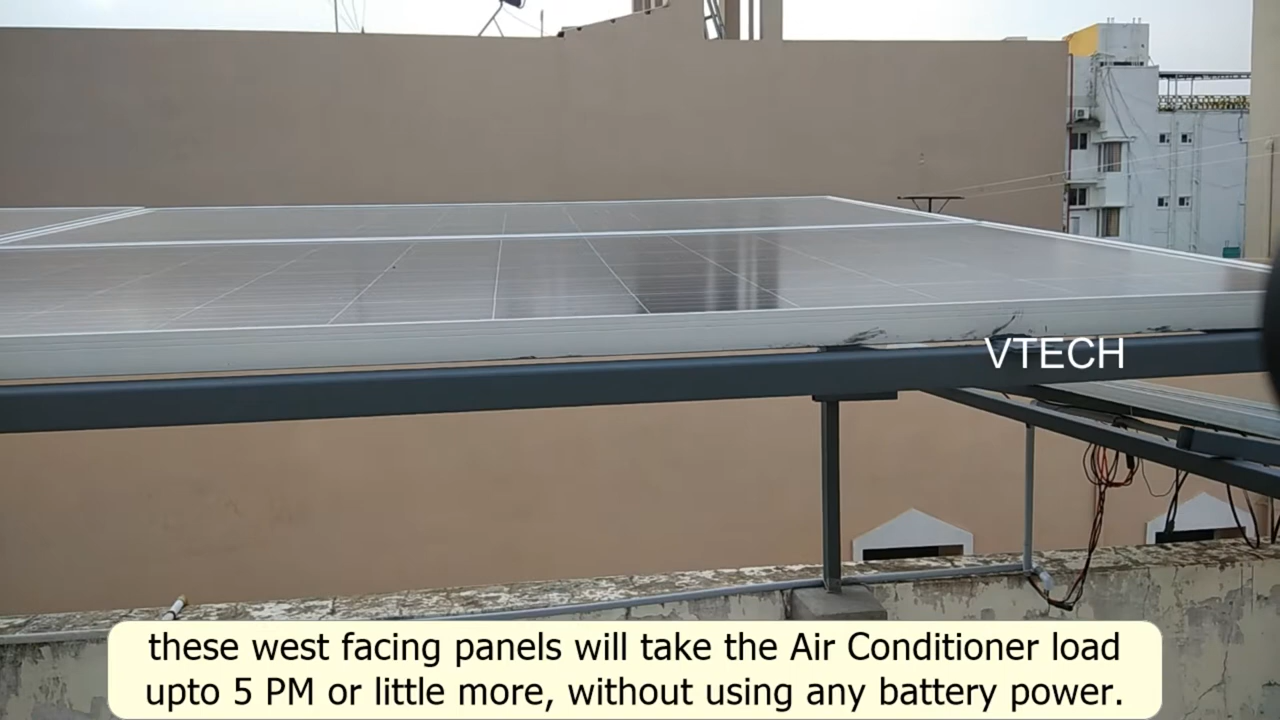 VTECH
these west facing panels will take the Air Conditioner load
upto 5 PM or little more, without using any battery power.